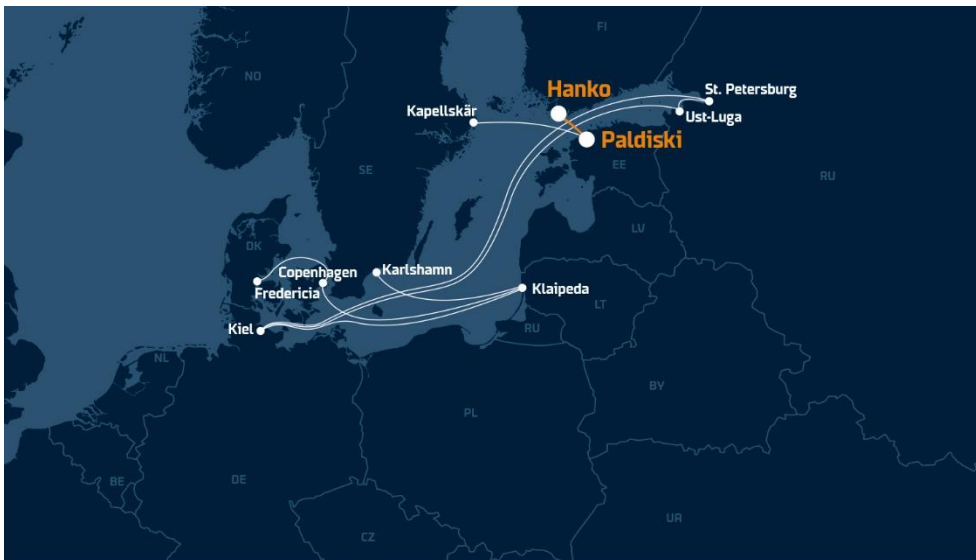 FI
NO
Hanko
St. Petersburg
Kapellskär
Ust-Luga
Paldiski
SE
EE
RU
LV
DK
Copenhagen
Karlshamn
Fredericia
Klaipeda
LT
Kiel
RU
NL
BY
PL
BE
DE
UA
CZ